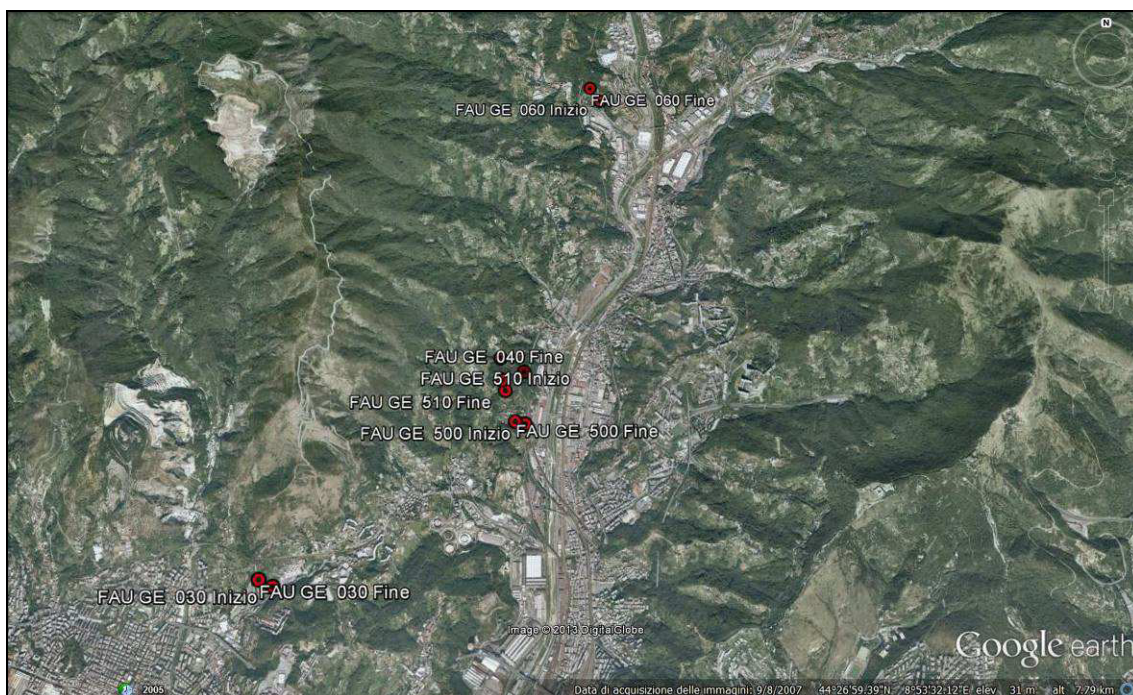 N
FAU GE 060 Inizio
FAU GE 060 Fine
FAU GE 040 Fine
FAU GE 510 Inizio
FAU GE 510 Fine
FAU GE 500 Inizio
FAU GE 500 Fine
FAU GE 030 Inizio
FAU GE 030 Fine
Image © 2013 DigitalGlobe
Google earth
2005
Data di acquisizione delle immagini: 9/8/2007 44°26'59.39"N 8°53'32.12"E elev 31 m alt 7.79 km